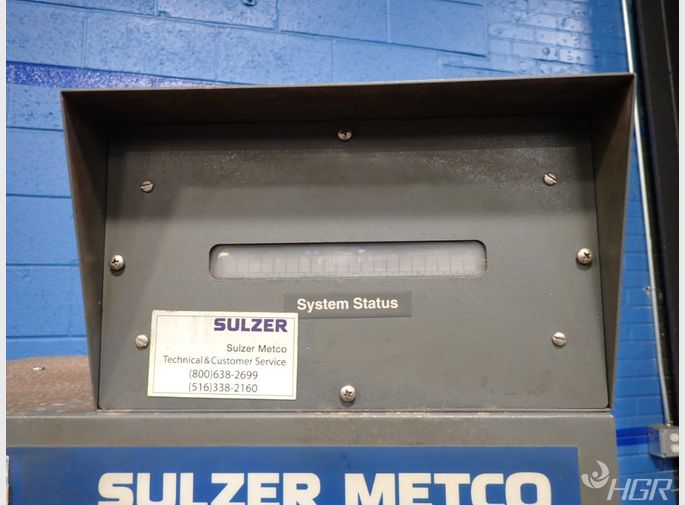 System Status
SULZER
Sulzer Metco
Technical & Customer Service
(800)638-2699
(516)338-2160
SULZER METCO
HGR